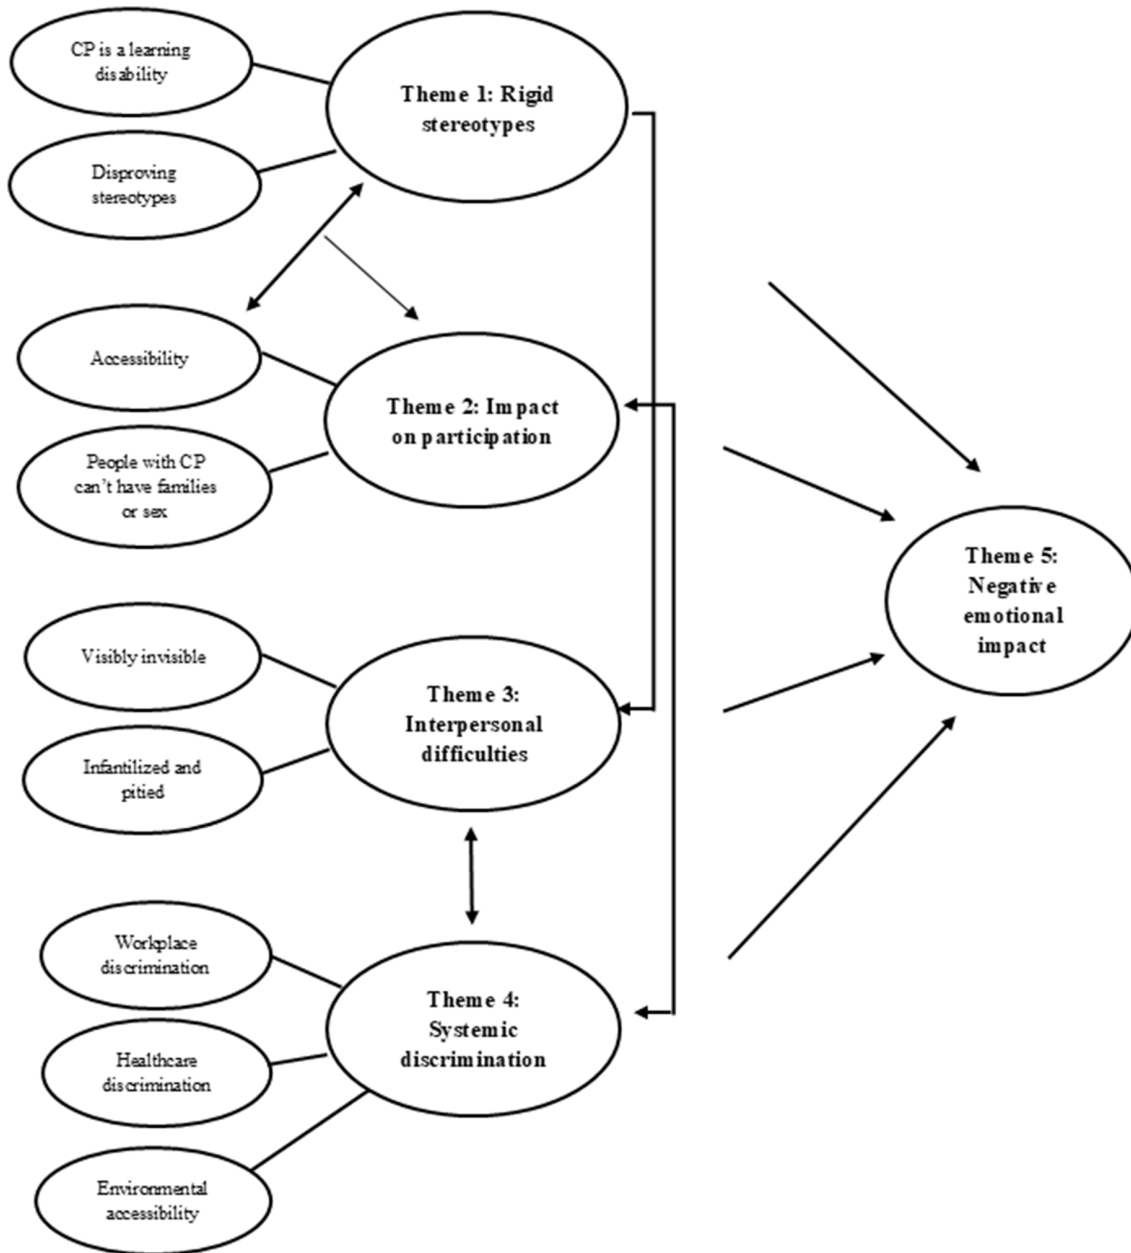 CP is a learning
disability
Theme 1: Rigid
stereotypes
Disproving
stereotypes
Accessibility
Theme 2: Impact
on participation
People with CP
can't have families
or sex
Theme 5:
Negative
emotional
impact
Visibly invisible
Theme 3:
Interpersonal
difficulties
Infantilized and
pitied
Workplace
discrimination
Theme 4:
Systemic
discrimination
Healthcare
discrimination
Environmental
accessibility